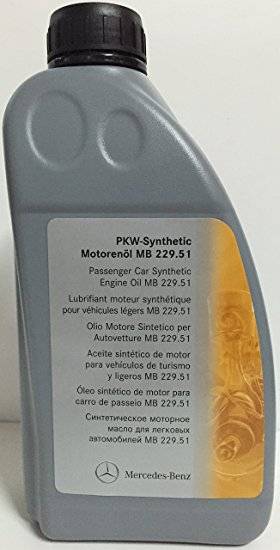 PKW-Synthetic
Motorenöl MB 229.51
Passenger Car Synthetic
Engine Oil MB 229.51
Lubrifiant moteur synthétique
pour véhicules légers MB 229.51
Olio Motore Sintetico per
Autovetture MB 229.51
Aceite sintético de motor
para vehículos de turismo
y ligeros MB 229.51
Óleo sintético de motor para
carro de passeio MB 229.51
Синтетическое моторное
масло для легковых
автомобилей MB 229.51
Mercedes-Benz